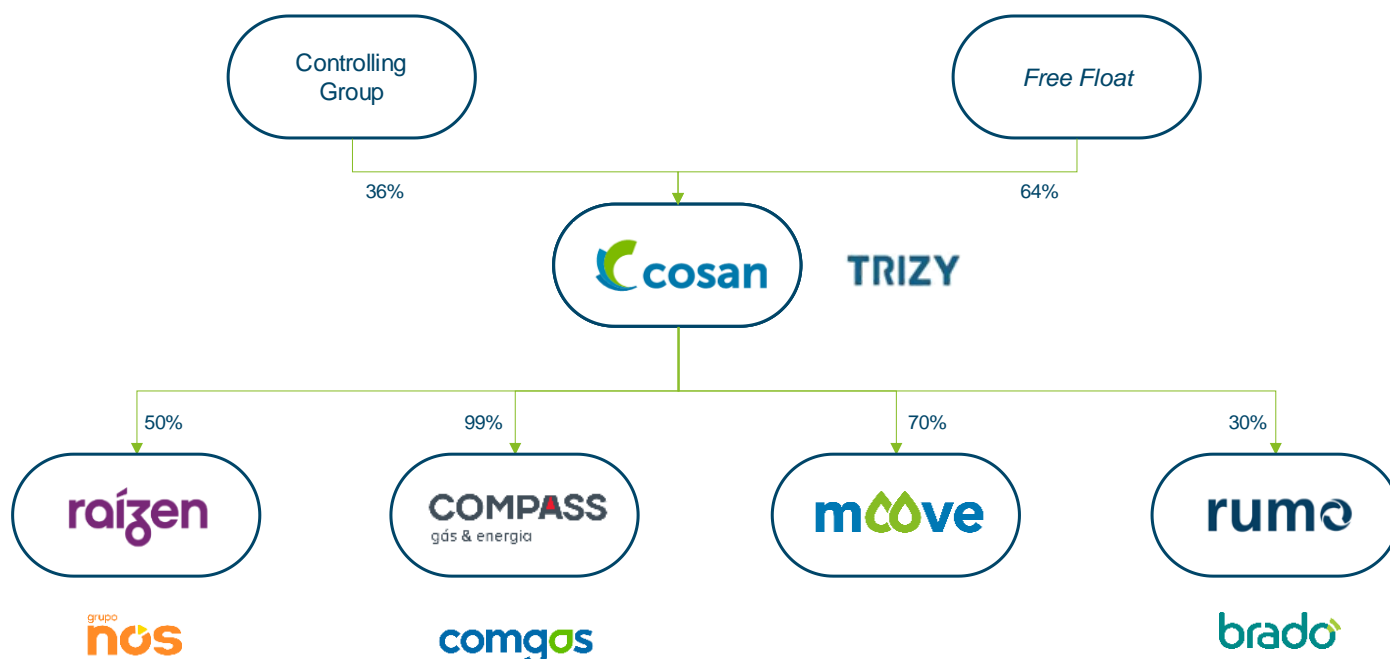 Controlling
Group
Free Float
36%
64%
cosan
TRIZY
50%
99%
70%
30%
raízen
COMPASS
gás & energia
moove
rumo
grupo
nós
comgas
brado